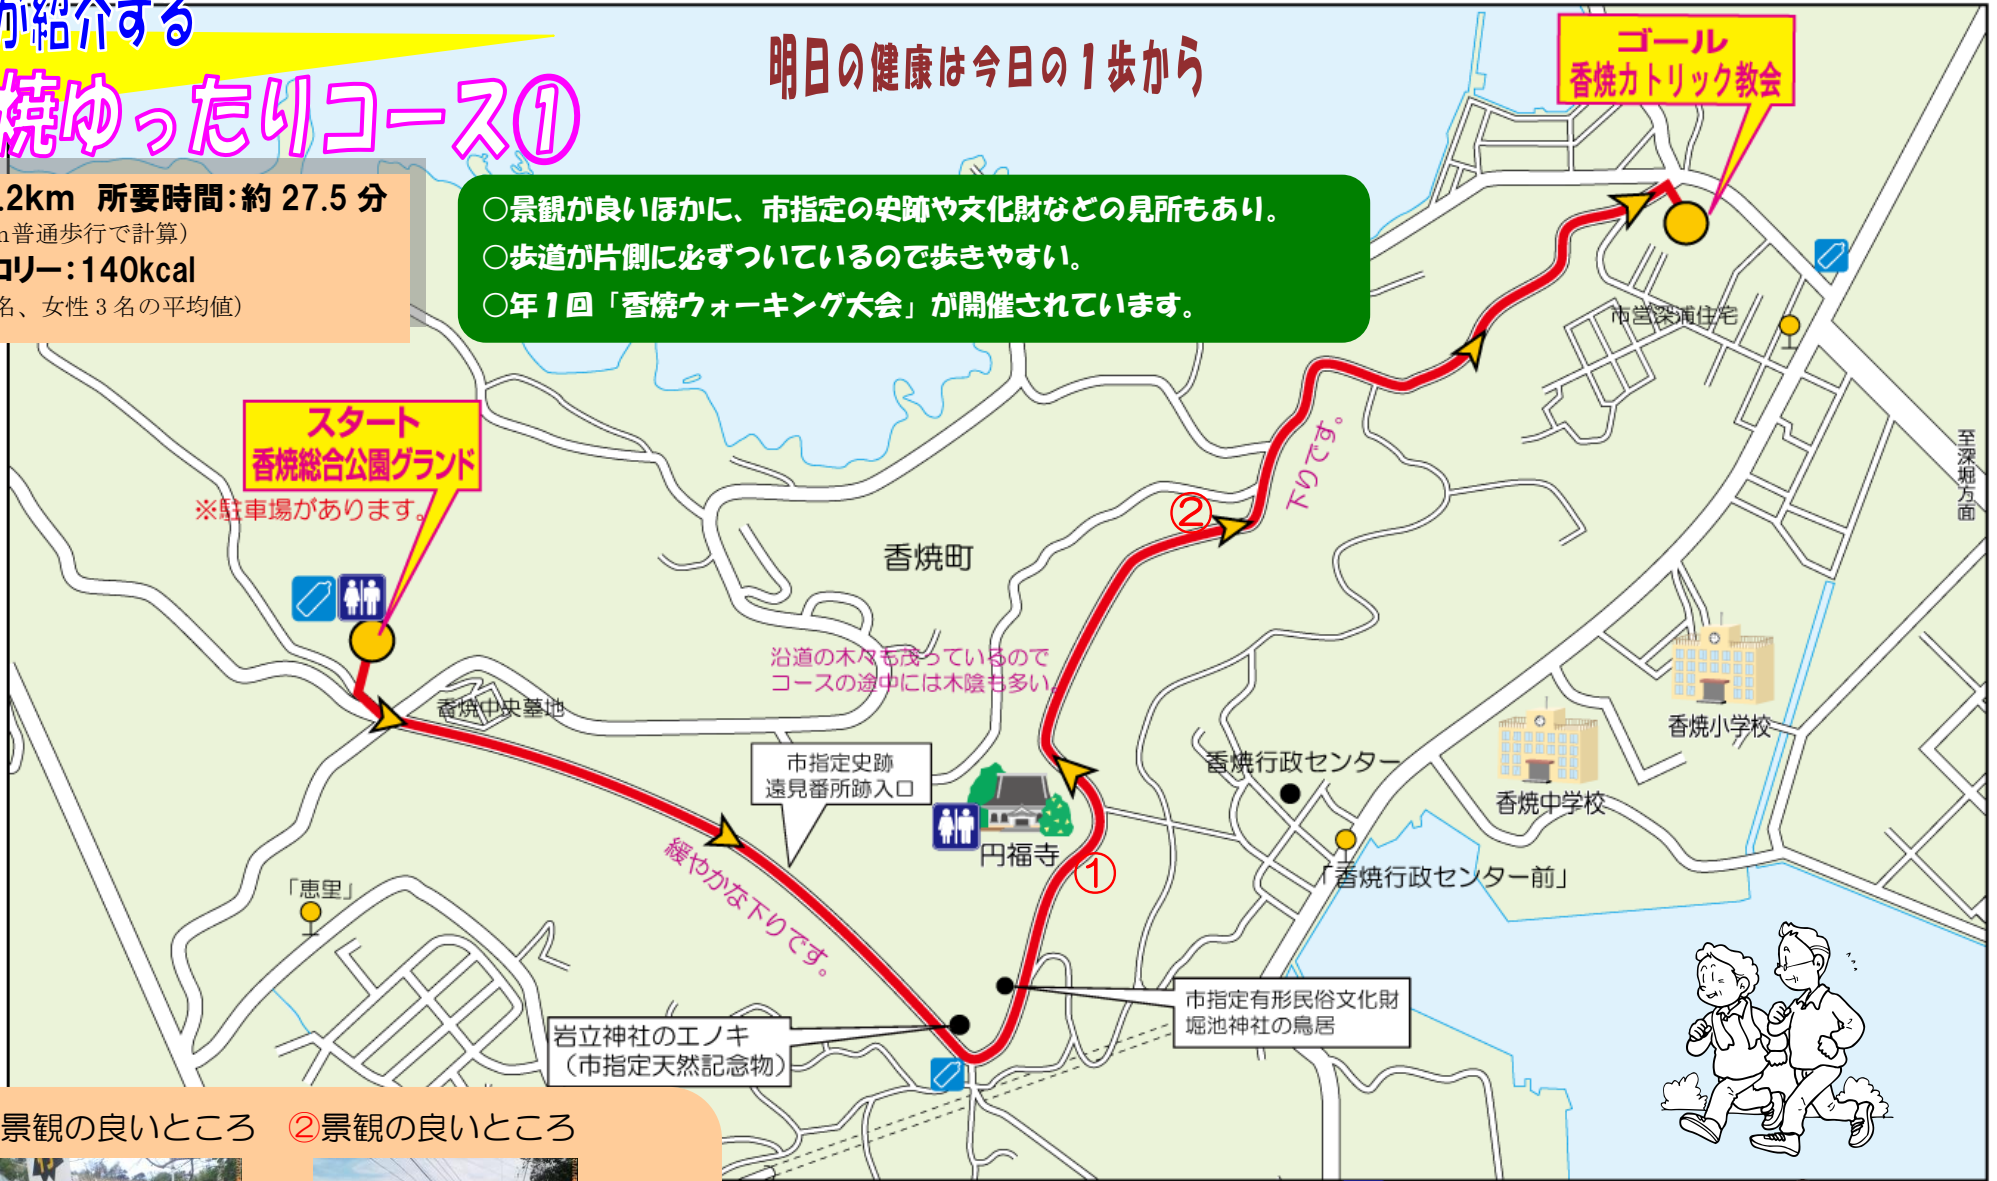 が紹介する
焼ゆったりコース①
明日の健康は今日の1歩から
.2km 所要時間：約 27.5 分
普通歩行で計算）
ロリー：140kcal
名、女性3名の平均値）
○景観が良いほかに、市指定の史跡や文化財などの見所もあり。
○歩道が片側に必ずついているので歩きやすい。
○年1回「香焼ウォーキング大会」が開催されています。
ゴール
香焼カトリック教会
市営深浦住宅
至深堀方面
スタート
香焼総合公園グランド
※駐車場があります。
下りです。
②
香焼町
沿道の木々も茂っているので
コースの途中には木陰も多い。
香焼中央墓地
市指定史跡
遠見番所跡入口
香焼行政センター
香焼小学校
香焼中学校
円福寺
①
「香焼行政センター前」
緩やかな下りです。
「恵里」
市指定有形民俗文化財
堀池神社の鳥居
岩立神社のエノキ
（市指定天然記念物）
景観の良いところ
②景観の良いところ